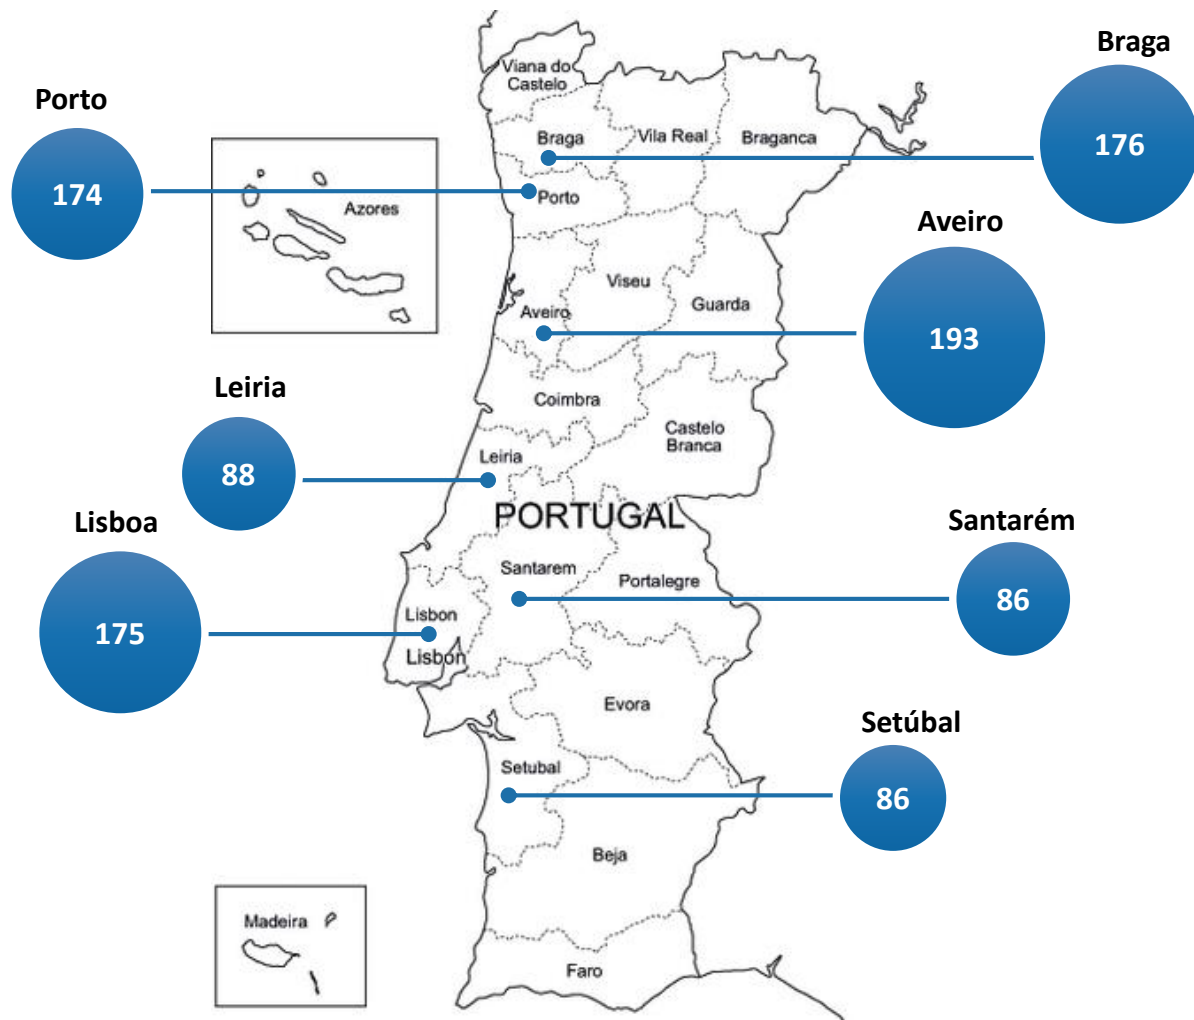 Braga
176
Porto
174
Viana do
Castelo
Braga
Vila Real
Braganca
Porto
Azores
Aveiro
193
Viseu
Guarda
Aveiro
Leiria
88
Coimbra
Castelo
Branca
Leiria
PORTUGAL
Lisboa
175
Santarém
86
Santarem
Portalegre
Lisbon
Lisbon
Evora
Setúbal
86
Setubal
Beja
Madeira
Faro